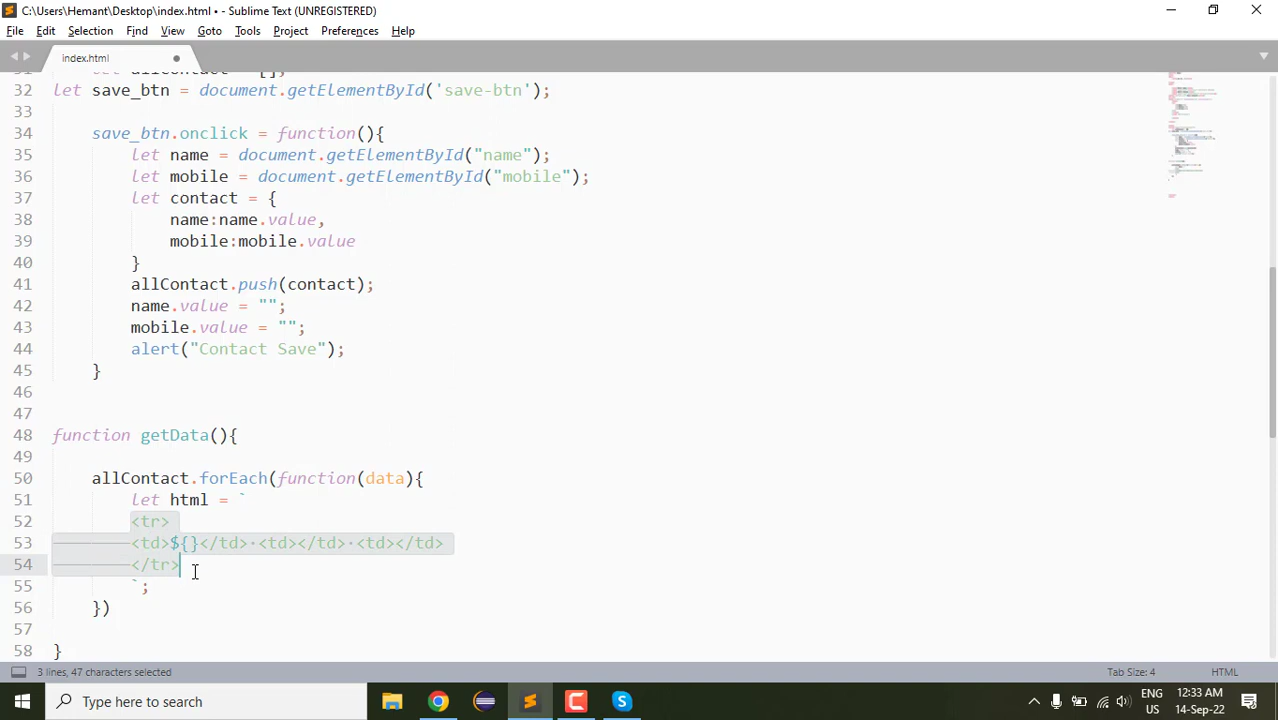 C:\Users\Hemant\Desktop\index.html • - Sublime Text (UNREGISTERED)
File Edit Selection Find View Goto Tools Project Preferences Help
index.html
31 let allContact = [];
32 let save_btn = document.getElementById('save-btn');
33
34 save_btn.onclick = function(){
35 let name = document.getElementById("name");
36 let mobile = document.getElementById("mobile");
37 let contact = {
38 name:name.value,
39 mobile:mobile.value
40 }
41 allContact.push(contact);
42 name.value = "";
43 mobile.value = "";
44 alert("Contact Save");
45 }
46
47
48 function getData(){
49
50 allContact.forEach(function(data){
51 let html = `
52 <tr>
53 <td>${}</td>·<td></td>·<td></td>
54 </tr>
55 `;
56 })
57
58 }
3 lines, 47 characters selected Tab Size: 4 HTML
Type here to search ENG US 12:33 AM 14-Sep-22